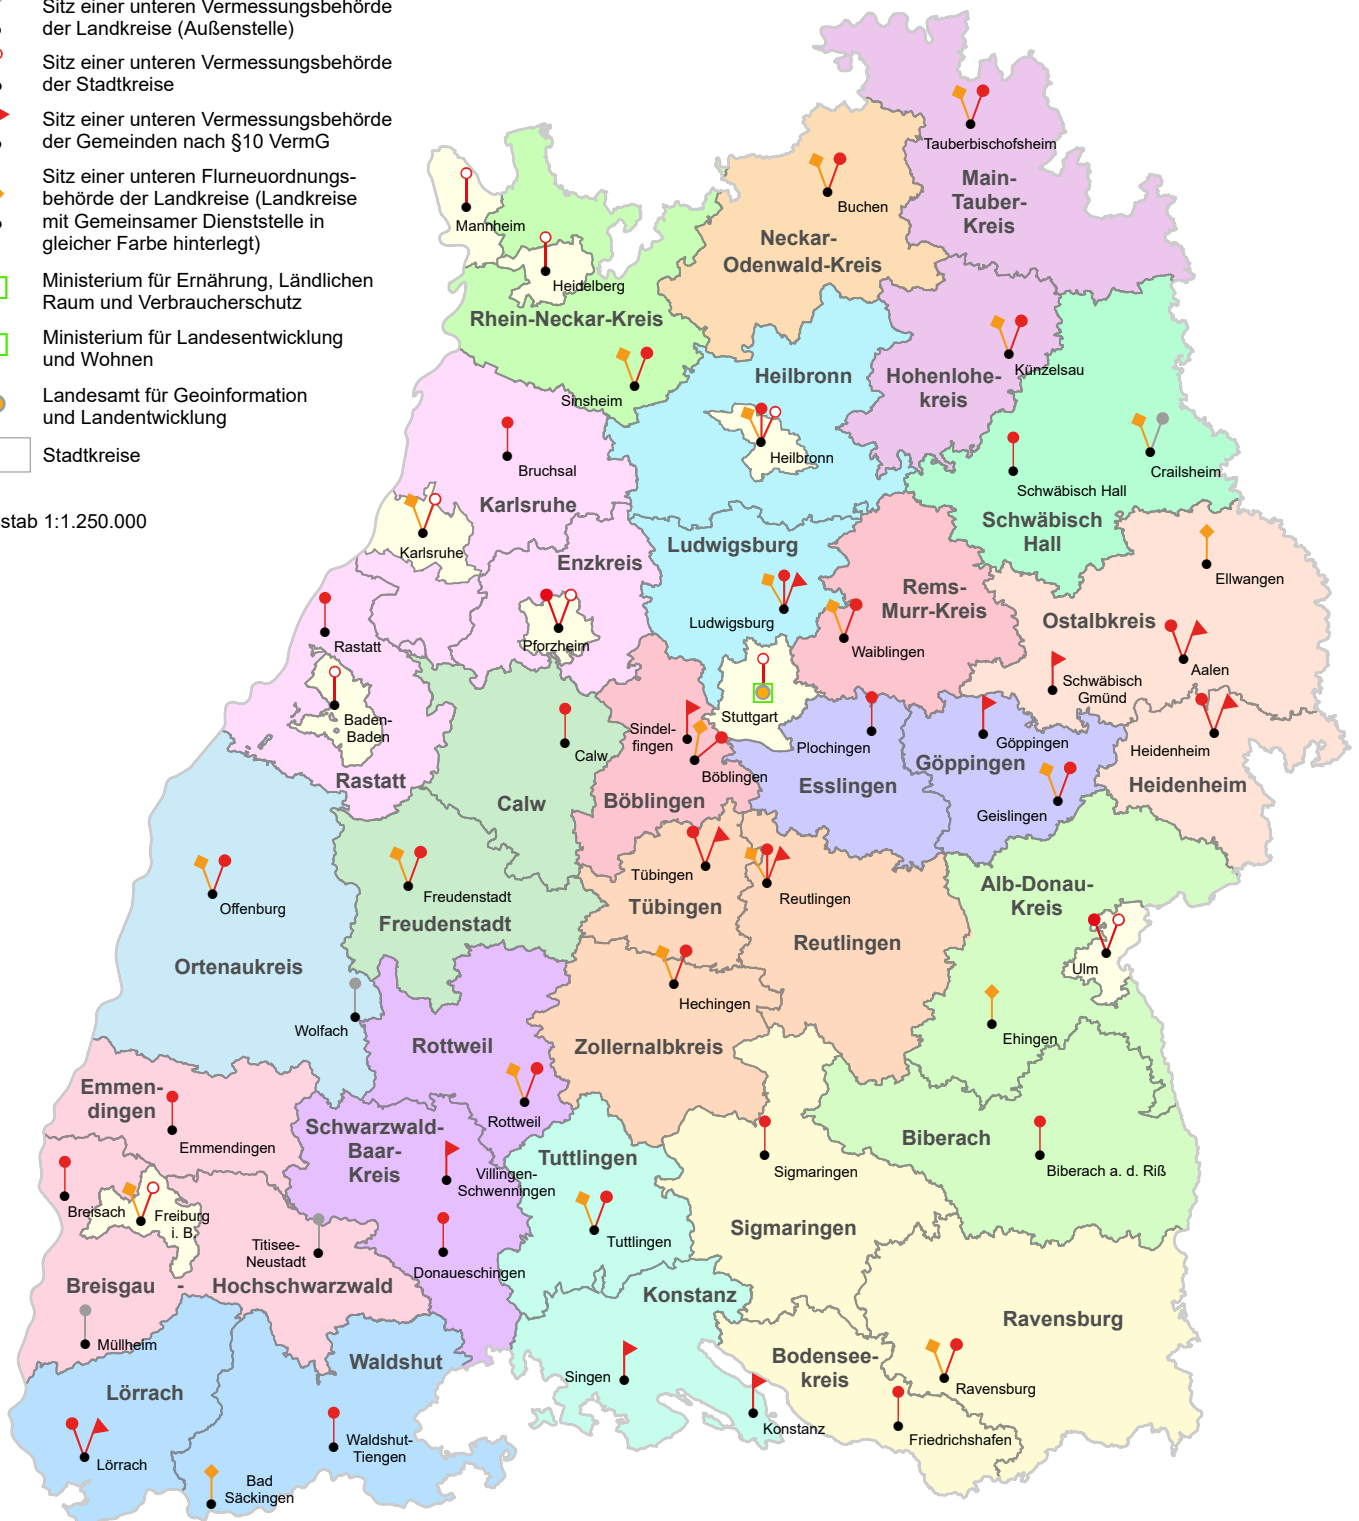 Sitz einer unteren Vermessungsbehörde
der Landkreise (Außenstelle)
Sitz einer unteren Vermessungsbehörde
der Stadtkreise
Sitz einer unteren Vermessungsbehörde
der Gemeinden nach §10 VermG
Sitz einer unteren Flurneuordnungs-
behörde der Landkreise (Landkreise
mit Gemeinsamer Dienststelle in
gleicher Farbe hinterlegt)
Ministerium für Ernährung, Ländlichen
Raum und Verbraucherschutz
Ministerium für Landesentwicklung
und Wohnen
Landesamt für Geoinformation
und Landentwicklung
Stadtkreise
stab 1:1.250.000
Tauberbischofsheim
Main-
Tauber-
Kreis
Buchen
Neckar-
Odenwald-Kreis
Mannheim
Heidelberg
Rhein-Neckar-Kreis
Sinsheim
Heilbronn
Heilbronn
Hohenlohe-
kreis
Künzelsau
Crailsheim
Schwäbisch Hall
Schwäbisch
Hall
Bruchsal
Karlsruhe
Karlsruhe
Enzkreis
Pforzheim
Ludwigsburg
Ludwigsburg
Rems-
Murr-Kreis
Waiblingen
Ellwangen
Ostalbkreis
Aalen
Schwäbisch
Gmünd
Rastatt
Baden-
Baden
Rastatt
Calw
Calw
Sindel-
fingen
Böblingen
Böblingen
Stuttgart
Plochingen
Esslingen
Göppingen
Göppingen
Geislingen
Heidenheim
Heidenheim
Offenburg
Ortenaukreis
Wolfach
Freudenstadt
Freudenstadt
Tübingen
Tübingen
Reutlingen
Reutlingen
Alb-Donau-
Kreis
Ulm
Ehingen
Hechingen
Zollernalbkreis
Rottweil
Rottweil
Emmen-
dingen
Emmendingen
Schwarzwald-
Baar-
Kreis
Villingen-
Schwenningen
Donaueschingen
Tuttlingen
Tuttlingen
Sigmaringen
Sigmaringen
Biberach
Biberach a. d. Riß
Breisach
Freiburg
i. B.
Titisee-
Neustadt
Breisgau - Hochschwarzwald
Müllheim
Konstanz
Singen
Konstanz
Bodensee-
kreis
Friedrichshafen
Ravensburg
Ravensburg
Waldshut
Waldshut-
Tiengen
Lörrach
Lörrach
Bad
Säckingen